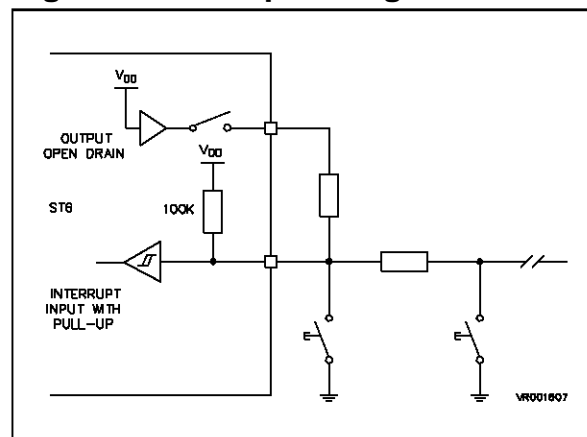 VDD
OUTPUT
OPEN DRAIN
VDD
ST6
100K
INTERRUPT
INPUT WITH
PULL-UP
VR001607